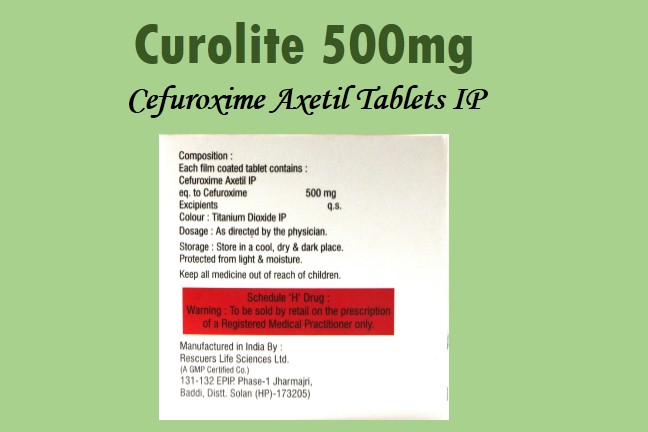 Curolite 500mg
Cefuroxime Axetil Tablets IP
Composition :
Each film coated tablet contains :
Cefuroxime Axetil IP
eq. to Cefuroxime 500 mg
Excipients q.s.
Colour : Titanium Dioxide IP
Dosage : As directed by the physician.
Storage : Store in a cool, dry & dark place.
Protected from light & moisture.
Keep all medicine out of reach of children.
Schedule 'H' Drug :
Warning : To be sold by retail on the prescription
of a Registered Medical Practitioner only.
Manufactured in India By :
Rescuers Life Sciences Ltd.
(A GMP Certified Co.)
131-132 EPIP. Phase-1 Jharmajri,
Baddi, Distt. Solan (HP)-173205)